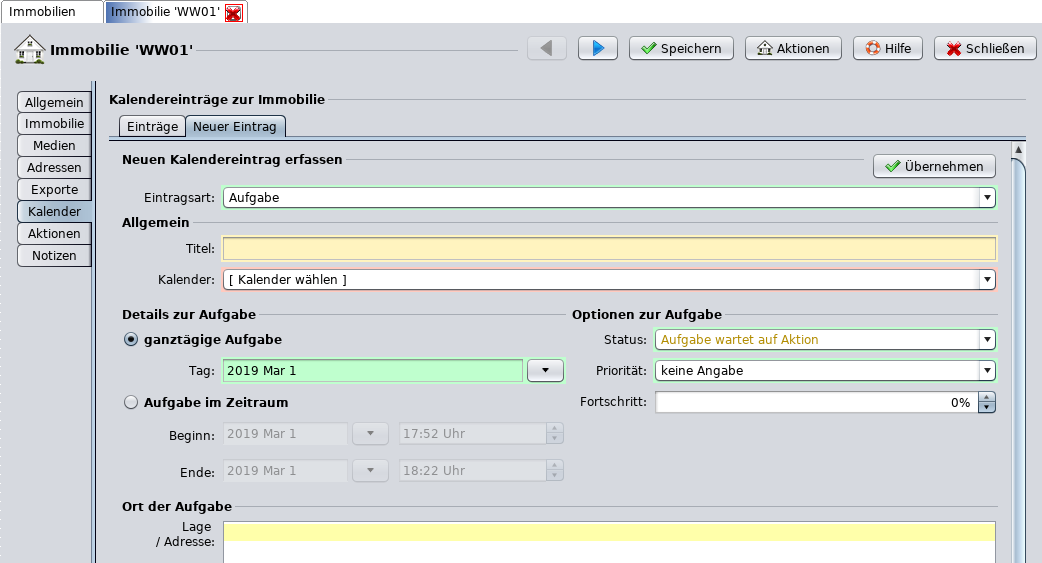 Immobilien
Immobilie 'WW01'
Immobilie 'WW01'
Speichern
Aktionen
Hilfe
Schließen
Allgemein
Immobilie
Medien
Adressen
Exporte
Kalender
Aktionen
Notizen
Kalendereinträge zur Immobilie
Einträge
Neuer Eintrag
Neuen Kalendereintrag erfassen
Übernehmen
Eintragsart: Aufgabe
Allgemein
Titel:
Kalender: [ Kalender wählen ]
Details zur Aufgabe
ganztägige Aufgabe
Tag: 2019 Mar 1
Aufgabe im Zeitraum
Beginn: 2019 Mar 1 17:52 Uhr
Ende: 2019 Mar 1 18:22 Uhr
Optionen zur Aufgabe
Status: Aufgabe wartet auf Aktion
Priorität: keine Angabe
Fortschritt: 0%
Ort der Aufgabe
Lage
/ Adresse: